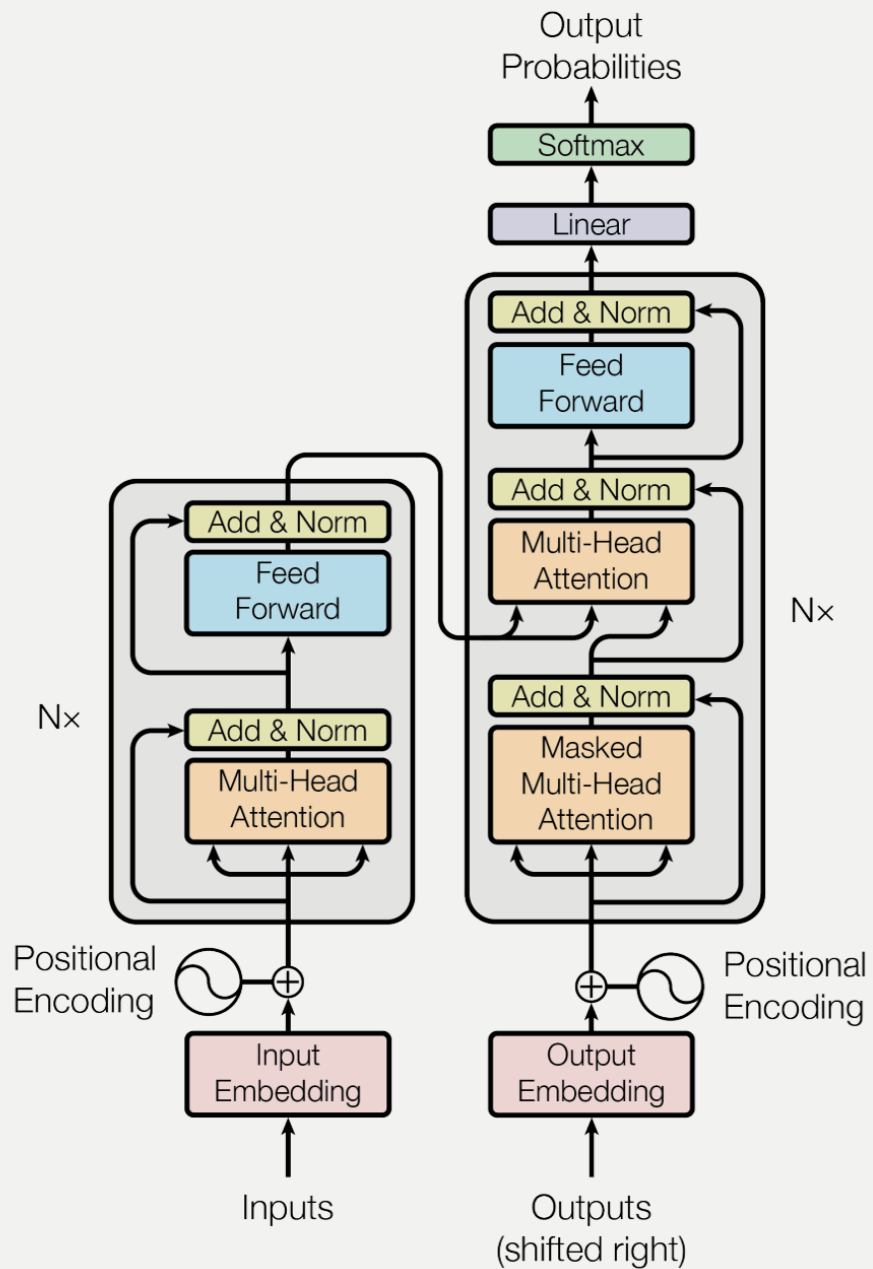 Output
Probabilities
Softmax
Linear
Add & Norm
Feed
Forward
Add & Norm
Multi-Head
Attention
Add & Norm
Masked
Multi-Head
Attention
Nx
Add & Norm
Feed
Forward
Add & Norm
Multi-Head
Attention
Nx
Positional
Encoding
Positional
Encoding
Input
Embedding
Output
Embedding
Inputs
Outputs
(shifted right)